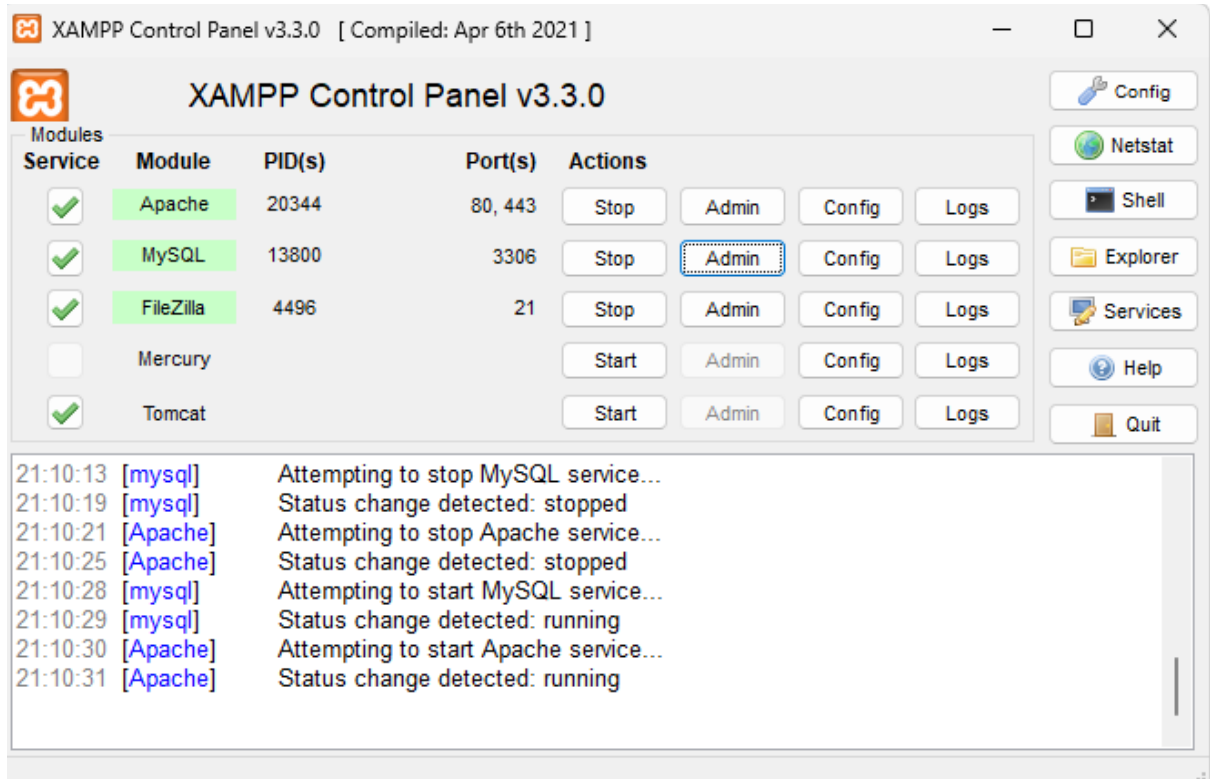 XAMPP Control Panel v3.3.0 [ Compiled: Apr 6th 2021 ]
XAMPP Control Panel v3.3.0
Config
Modules
Service Module PID(s) Port(s) Actions
Netstat
Apache 20344 80, 443 Stop Admin Config Logs
Shell
MySQL 13800 3306 Stop Admin Config Logs
Explorer
FileZilla 4496 21 Stop Admin Config Logs
Services
Mercury Start Admin Config Logs
Help
Tomcat Start Admin Config Logs
Quit
21:10:13 [mysql] Attempting to stop MySQL service...
21:10:19 [mysql] Status change detected: stopped
21:10:21 [Apache] Attempting to stop Apache service...
21:10:25 [Apache] Status change detected: stopped
21:10:28 [mysql] Attempting to start MySQL service...
21:10:29 [mysql] Status change detected: running
21:10:30 [Apache] Attempting to start Apache service...
21:10:31 [Apache] Status change detected: running